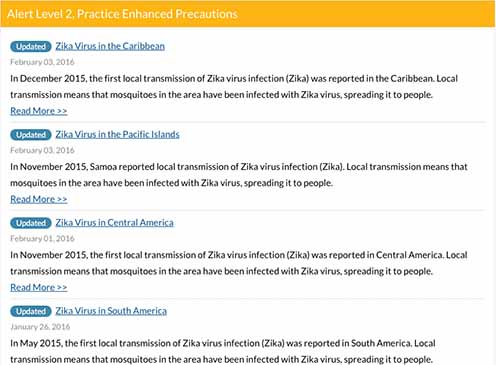 Alert Level 2, Practice Enhanced Precautions
Updated Zika Virus in the Caribbean
February 03, 2016
In December 2015, the first local transmission of Zika virus infection (Zika) was reported in the Caribbean. Local
transmission means that mosquitoes in the area have been infected with Zika virus, spreading it to people.
Read More >>
Updated Zika Virus in the Pacific Islands
February 03, 2016
In November 2015, Samoa reported local transmission of Zika virus infection (Zika). Local transmission means that
mosquitoes in the area have been infected with Zika virus, spreading it to people.
Read More >>
Updated Zika Virus in Central America
February 01, 2016
In November 2015, the first local transmission of Zika virus infection (Zika) was reported in Central America. Local
transmission means that mosquitoes in the area have been infected with Zika virus, spreading it to people.
Read More >>
Updated Zika Virus in South America
January 26, 2016
In May 2015, the first local transmission of Zika virus infection (Zika) was reported in South America. Local
transmission means that mosquitoes in the area have been infected with Zika virus, spreading it to people.